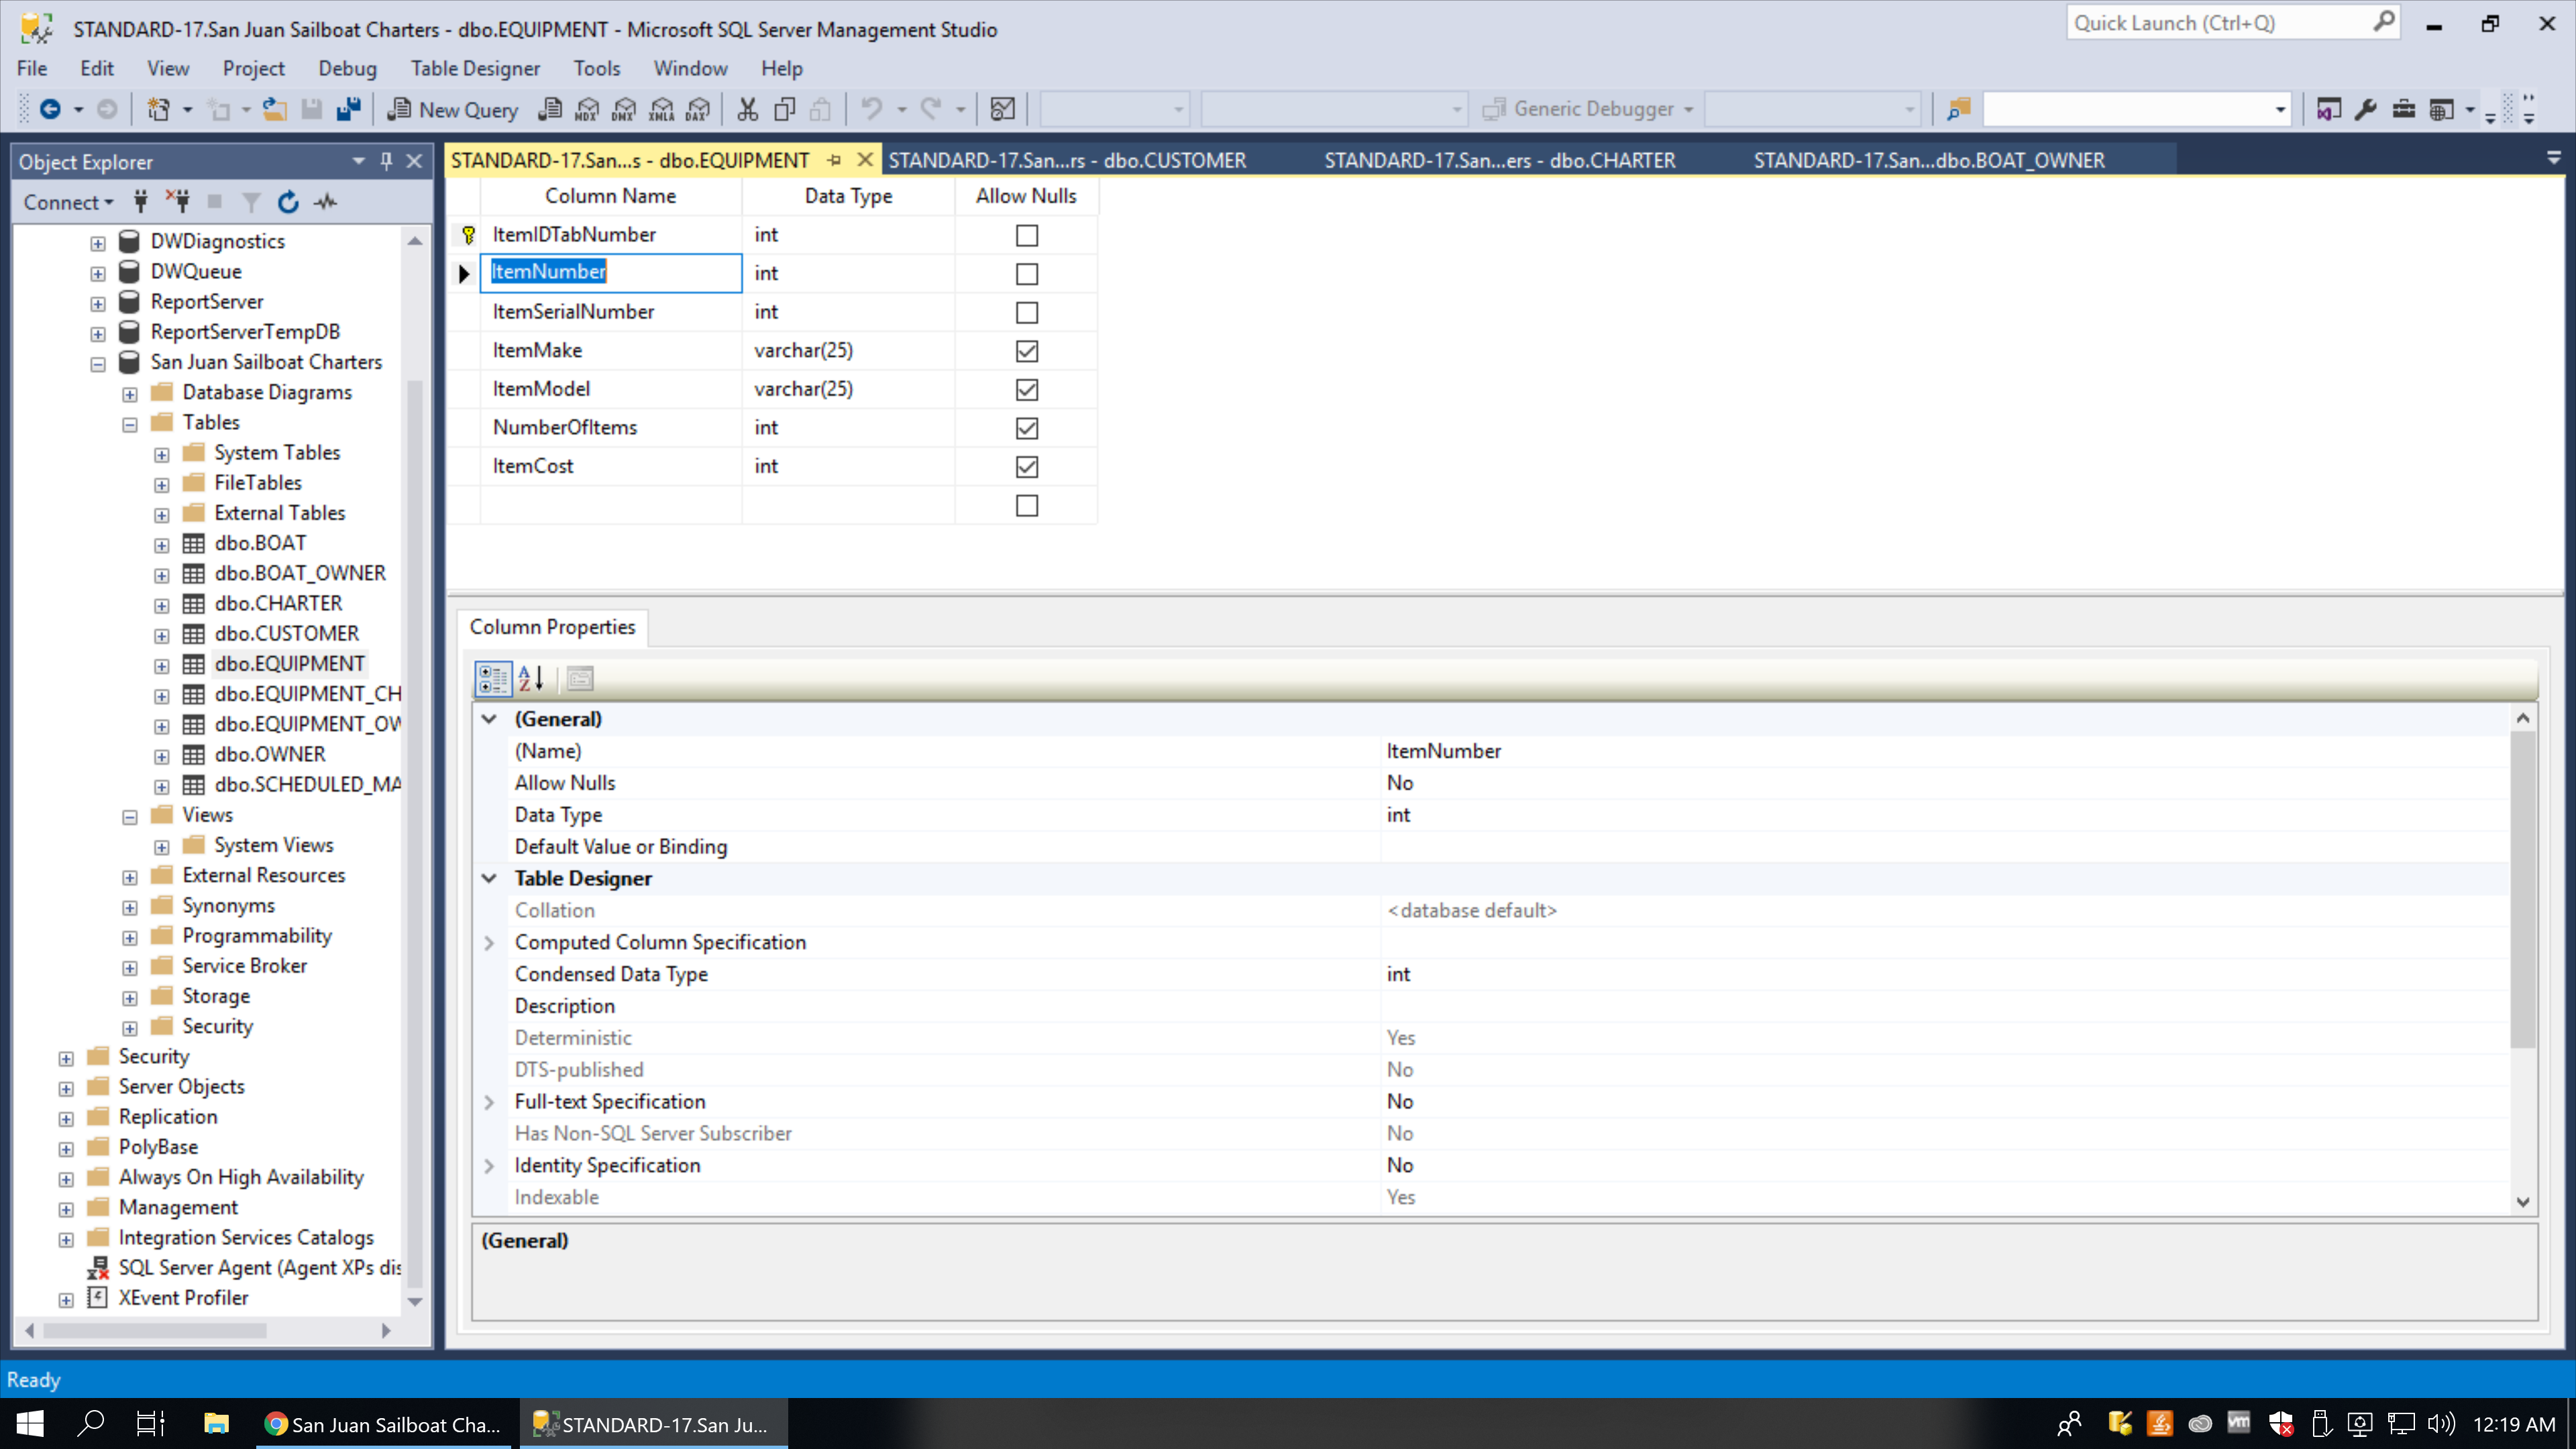 STANDARD-17.San Juan Sailboat Charters - dbo.EQUIPMENT - Microsoft SQL Server Management Studio
Quick Launch (Ctrl+Q)
File Edit View Project Debug Table Designer Tools Window Help
New Query MDX DMX XMLA DAX Generic Debugger
Object Explorer
Connect
DWDiagnostics
DWQueue
ReportServer
ReportServerTempDB
San Juan Sailboat Charters
Database Diagrams
Tables
System Tables
FileTables
External Tables
dbo.BOAT
dbo.BOAT_OWNER
dbo.CHARTER
dbo.CUSTOMER
dbo.EQUIPMENT
dbo.EQUIPMENT_CH
dbo.EQUIPMENT_OW
dbo.OWNER
dbo.SCHEDULED_MA
Views
System Views
External Resources
Synonyms
Programmability
Service Broker
Storage
Security
Security
Server Objects
Replication
PolyBase
Always On High Availability
Management
Integration Services Catalogs
SQL Server Agent (Agent XPs dis
XEvent Profiler
STANDARD-17.San...s - dbo.EQUIPMENT STANDARD-17.San...rs - dbo.CUSTOMER STANDARD-17.San...ers - dbo.CHARTER STANDARD-17.San...dbo.BOAT_OWNER
Column Name Data Type Allow Nulls
ItemIDTabNumber int
ItemNumber int
ItemSerialNumber int
ItemMake varchar(25)
ItemModel varchar(25)
NumberOfItems int
ItemCost int
Column Properties
(General)
(Name) ItemNumber
Allow Nulls No
Data Type int
Default Value or Binding
Table Designer
Collation <database default>
Computed Column Specification
Condensed Data Type int
Description
Deterministic Yes
DTS-published No
Full-text Specification No
Has Non-SQL Server Subscriber No
Identity Specification No
Indexable Yes
(General)
Ready
San Juan Sailboat Cha... STANDARD-17.San Ju... vm 12:19 AM